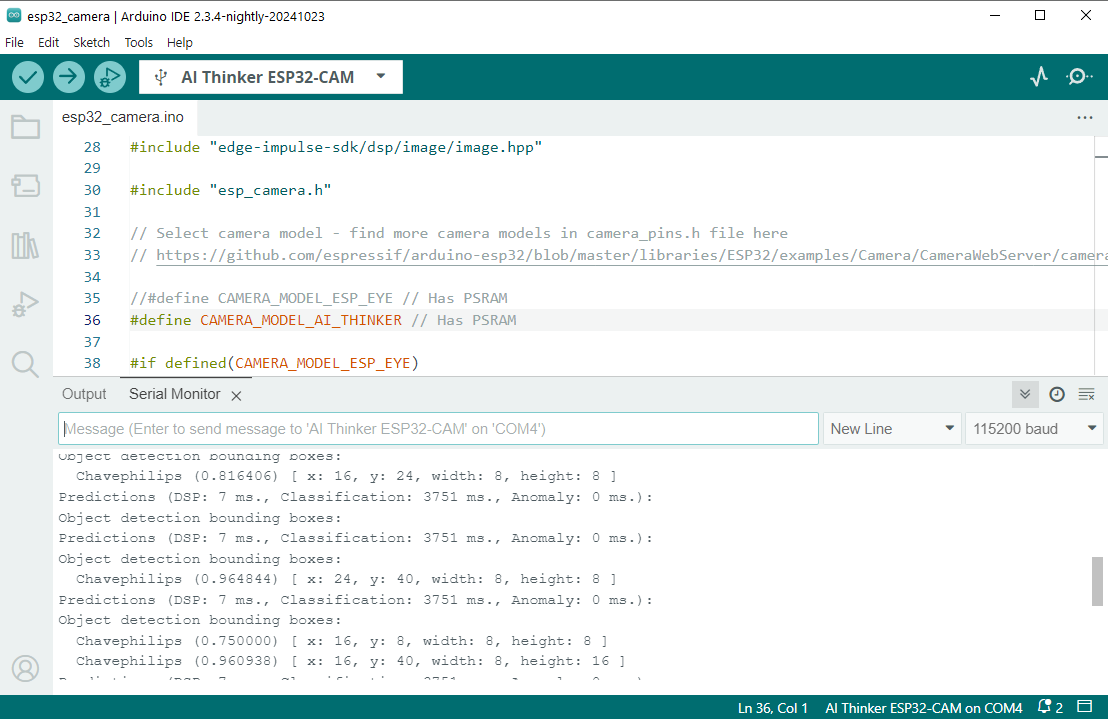 esp32_camera | Arduino IDE 2.3.4-nightly-20241023
File Edit Sketch Tools Help
AI Thinker ESP32-CAM
esp32_camera.ino
28 #include "edge-impulse-sdk/dsp/image/image.hpp"
29
30 #include "esp_camera.h"
31
32 // Select camera model - find more camera models in camera_pins.h file here
33 // https://github.com/espressif/arduino-esp32/blob/master/libraries/ESP32/examples/Camera/CameraWebServer/camera
34
35 //#define CAMERA_MODEL_ESP_EYE // Has PSRAM
36 #define CAMERA_MODEL_AI_THINKER // Has PSRAM
37
38 #if defined(CAMERA_MODEL_ESP_EYE)
Output Serial Monitor
Message (Enter to send message to 'AI Thinker ESP32-CAM' on 'COM4') New Line 115200 baud
Object detection bounding boxes:
Chavephilips (0.816406) [ x: 16, y: 24, width: 8, height: 8 ]
Predictions (DSP: 7 ms., Classification: 3751 ms., Anomaly: 0 ms.):
Object detection bounding boxes:
Predictions (DSP: 7 ms., Classification: 3751 ms., Anomaly: 0 ms.):
Object detection bounding boxes:
Chavephilips (0.964844) [ x: 24, y: 40, width: 8, height: 8 ]
Predictions (DSP: 7 ms., Classification: 3751 ms., Anomaly: 0 ms.):
Object detection bounding boxes:
Chavephilips (0.750000) [ x: 16, y: 8, width: 8, height: 8 ]
Chavephilips (0.960938) [ x: 16, y: 40, width: 8, height: 16 ]
Ln 36, Col 1 AI Thinker ESP32-CAM on COM4 2